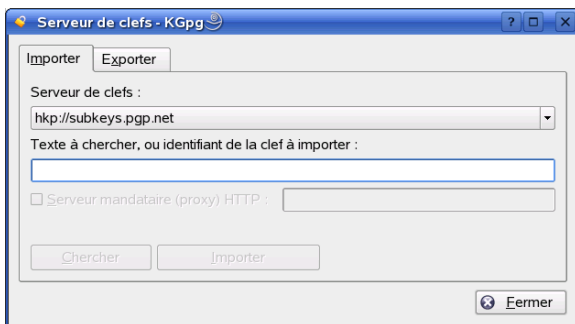 Serveur de clefs - KGpg
Importer Exporter
Serveur de clefs :
hkp://subkeys.pgp.net
Texte à chercher, ou identifiant de la clef à importer :
Serveur mandataire (proxy) HTTP :
Chercher Importer
Fermer